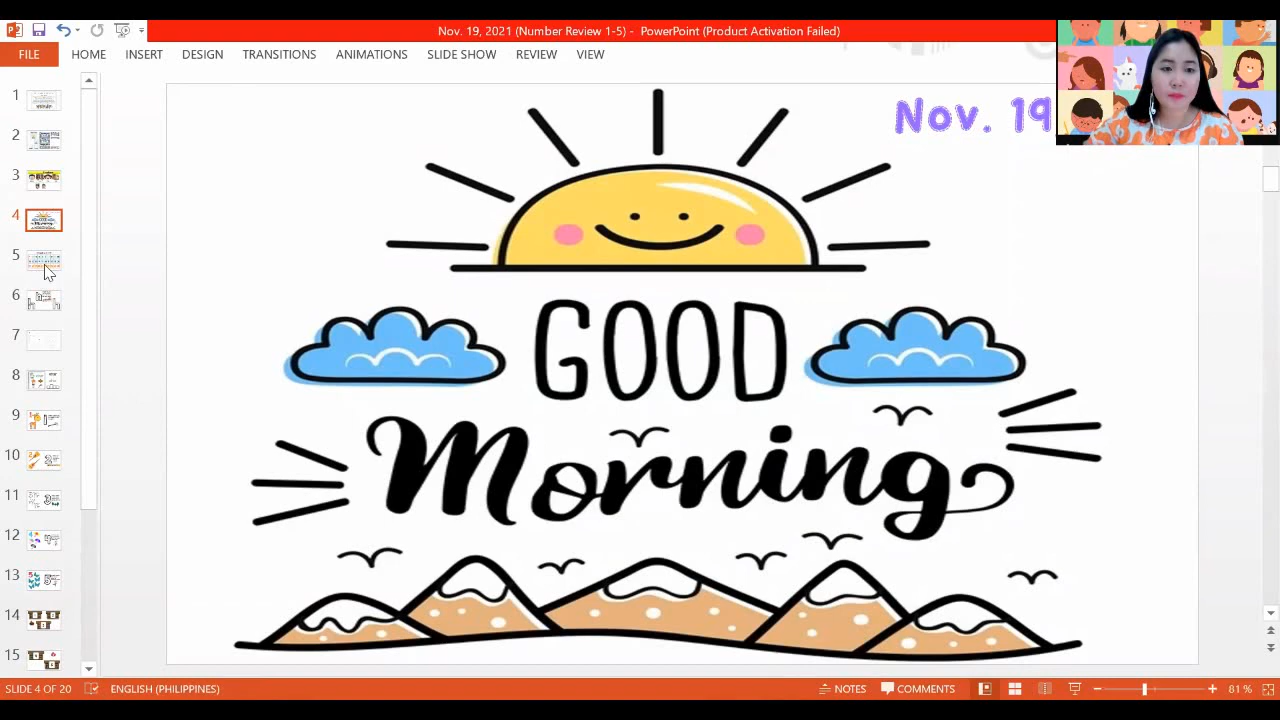 Nov. 19, 2021 (Number Review 1-5) - PowerPoint (Product Activation Failed)
FILE HOME INSERT DESIGN TRANSITIONS ANIMATIONS SLIDE SHOW REVIEW VIEW
1
2
3
4
5
6
7
8
9
10
11
12
13
14
15
Nov. 19
GOOD
Morning
SLIDE 4 OF 20 ENGLISH (PHILIPPINES) NOTES COMMENTS 81 %